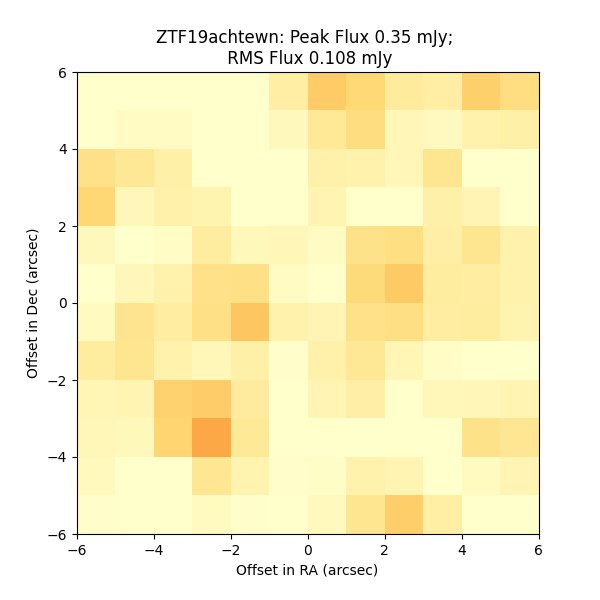 ZTF19achtewn: Peak Flux 0.35 mJy;
RMS Flux 0.108 mJy
6
4
2
0
−2
−4
−6
Offset in Dec (arcsec)
−6 −4 −2 0 2 4 6
Offset in RA (arcsec)